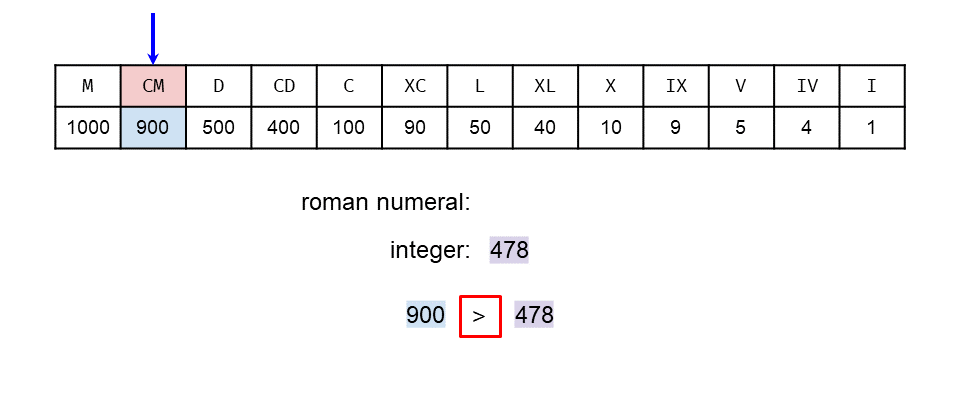 M CM D CD C XC L XL X IX V IV I
1000 900 500 400 100 90 50 40 10 9 5 4 1
roman numeral:
integer: 478
900 > 478